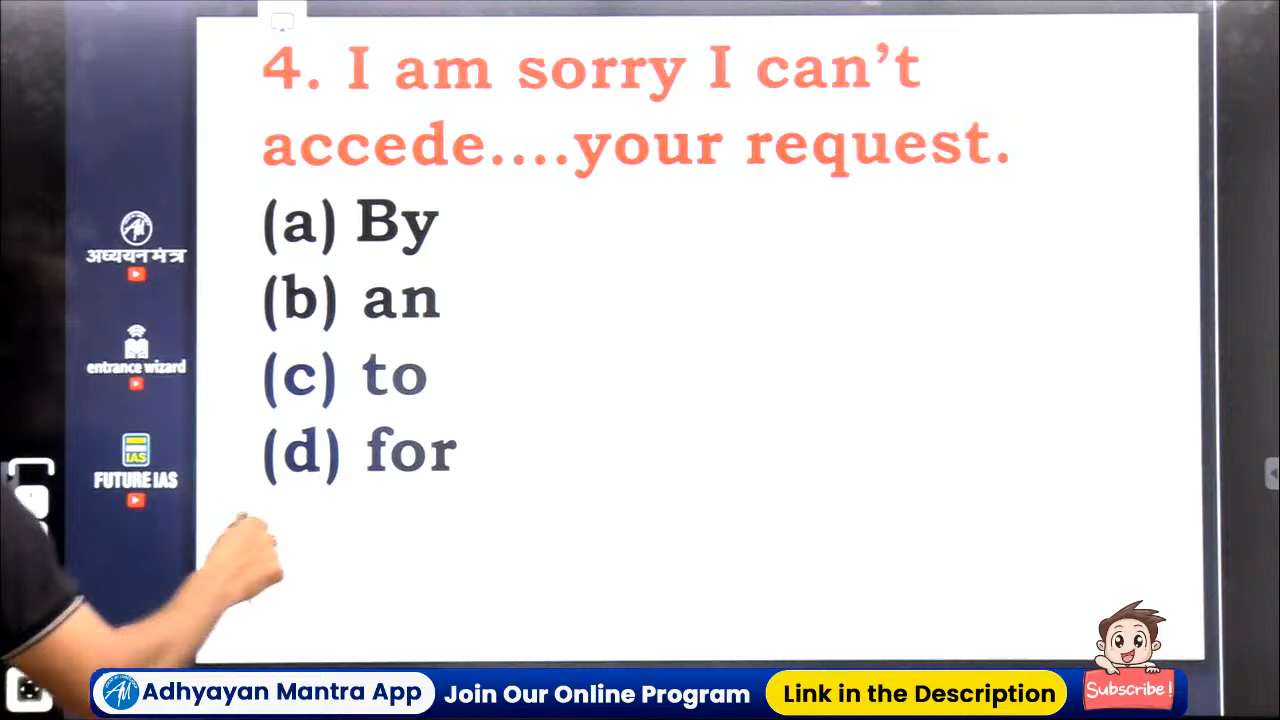 4. I am sorry I can't
accede....your request.
(a) By
(b) an
(c) to
(d) for
अध्ययन मंत्र
entrance wizard
IAS
FUTURE IAS
Adhyayan Mantra App
Join Our Online Program
Link in the Description
Subscribe!